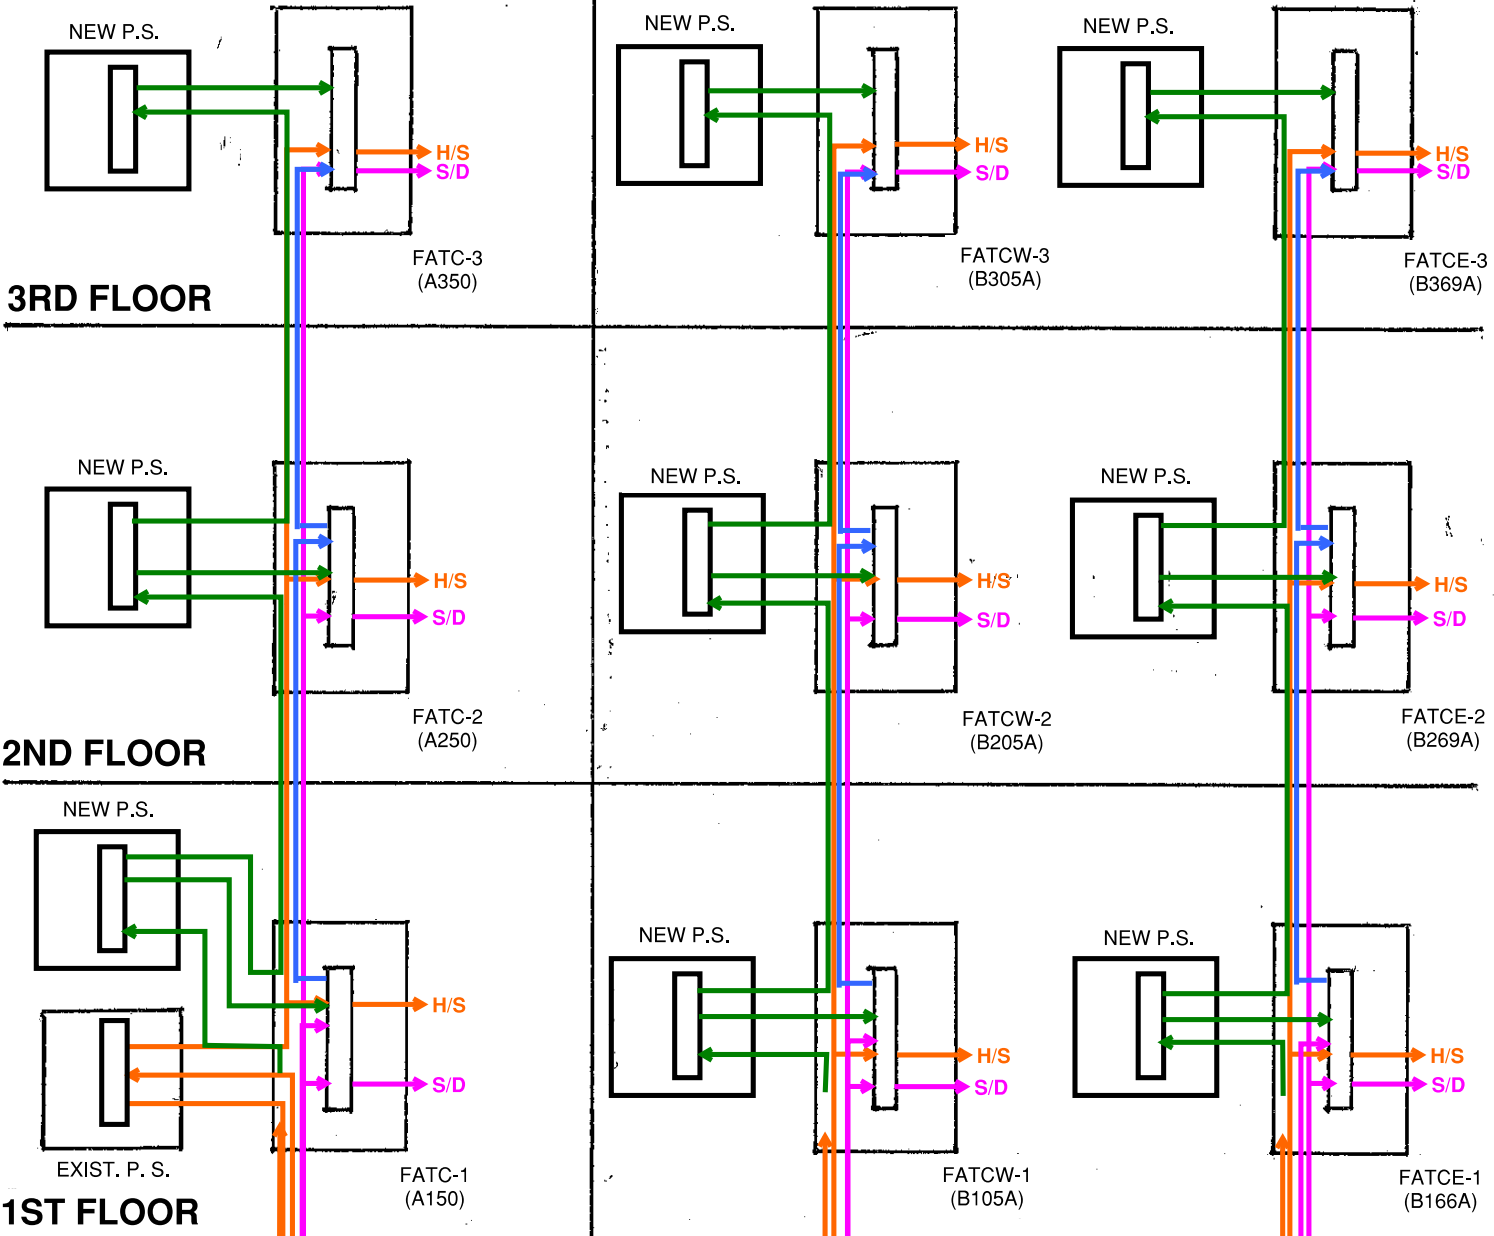 NEW P.S.
NEW P.S.
NEW P.S.
H/S
S/D
H/S
S/D
H/S
S/D
FATC-3
(A350)
FATCW-3
(B305A)
FATCE-3
(B369A)
3RD FLOOR
NEW P.S.
NEW P.S.
NEW P.S.
H/S
S/D
H/S
S/D
H/S
S/D
FATC-2
(A250)
FATCW-2
(B205A)
FATCE-2
(B269A)
2ND FLOOR
NEW P.S.
NEW P.S.
NEW P.S.
H/S
S/D
H/S
S/D
H/S
S/D
EXIST. P. S.
FATC-1
(A150)
FATCW-1
(B105A)
FATCE-1
(B166A)
1ST FLOOR